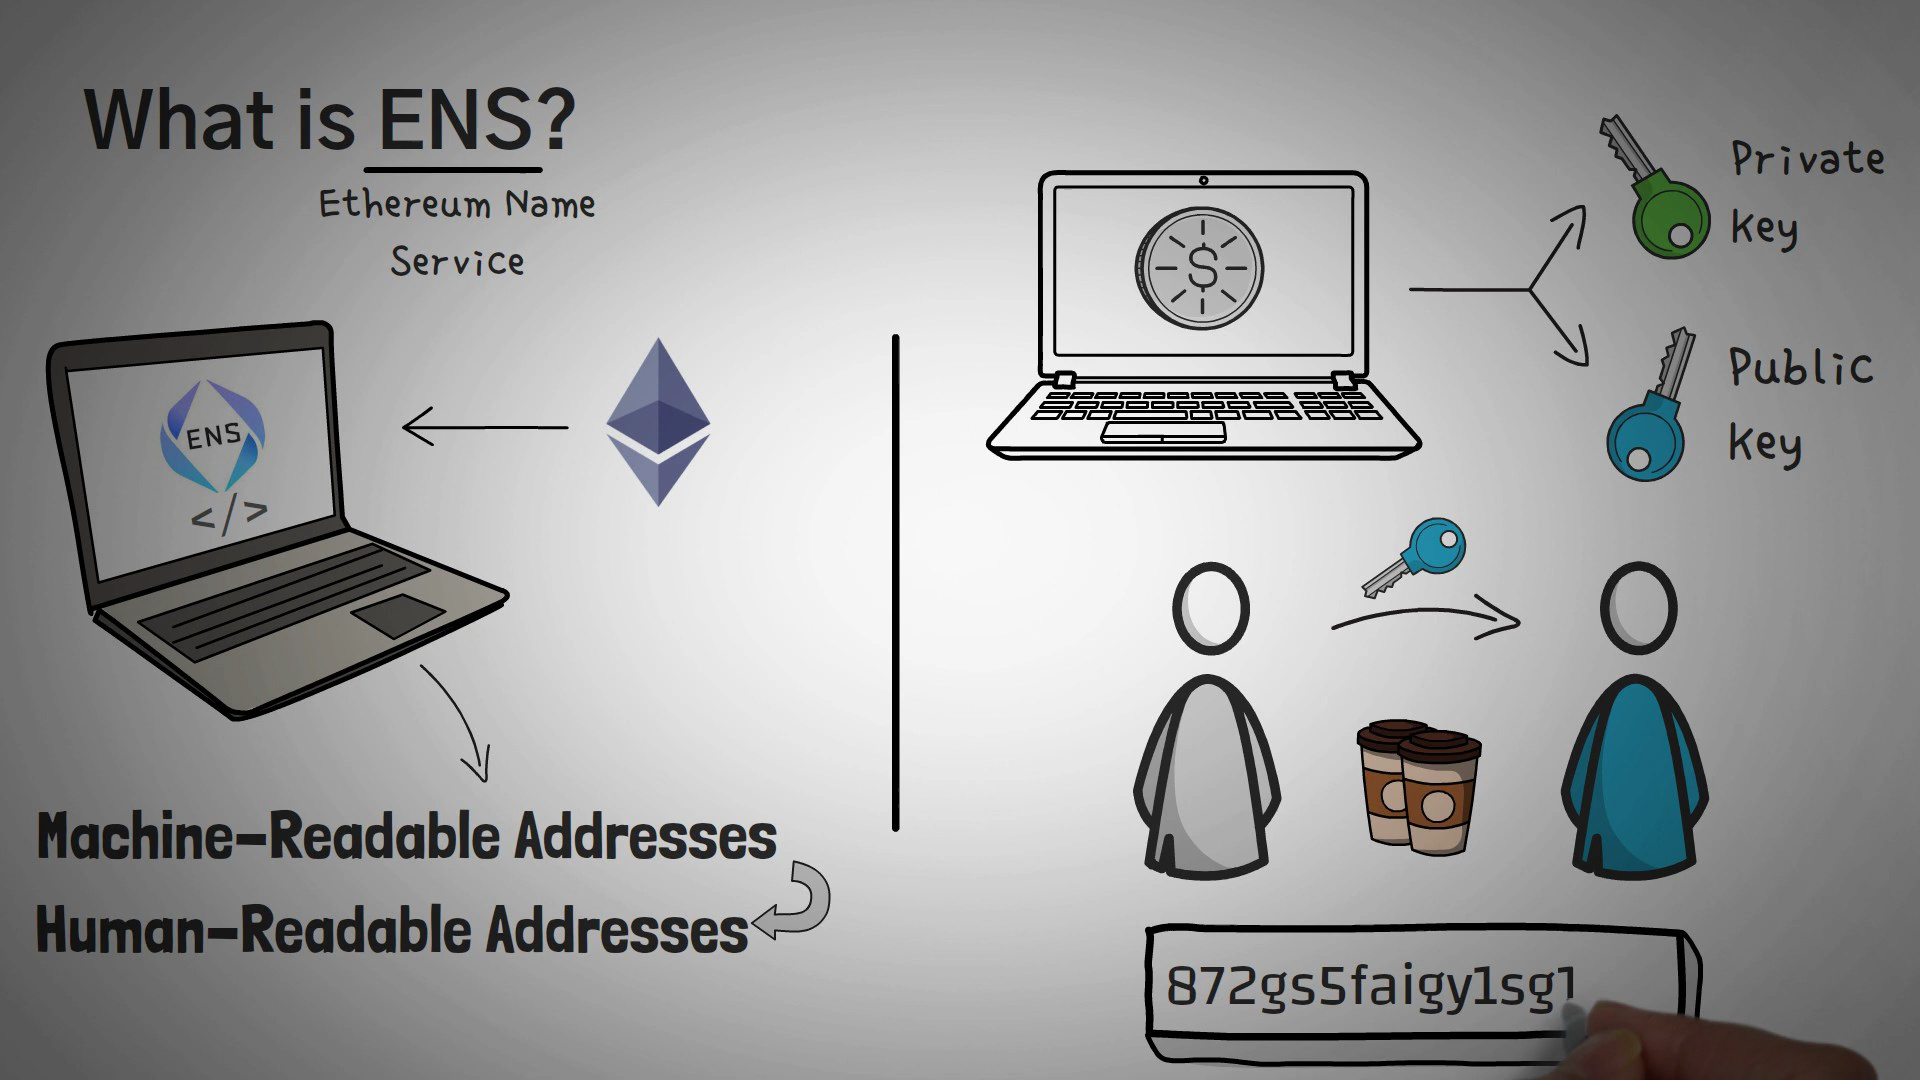 What is ENS?
Ethereum Name
Service
ENS
</>
Machine-Readable Addresses
Human-Readable Addresses
Private
Key
Public
Key
872gs5faigy1sg1